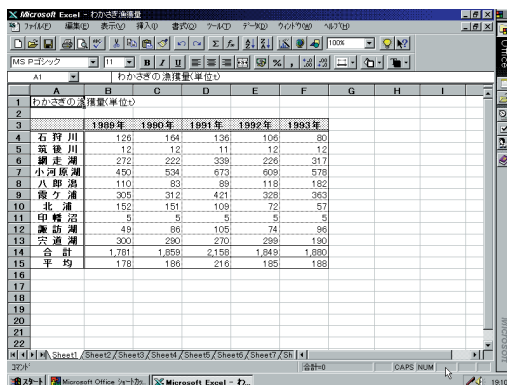 Microsoft Excel - わかさぎ漁獲量
ファイル(F) 編集(E) 表示(V) 挿入(I) 書式(O) ツール(T) データ(D) ウィンドウ(W) ヘルプ(H)
100%
MS Pゴシック 11 B I U
A1 わかさぎの漁獲量(単位t)
A B C D E F G H I
1 わかさぎの漁獲量(単位t)
2
3 1989年 1990年 1991年 1992年 1993年
4 石狩川 126 164 136 106 80
5 筑後川 12 12 11 12 12
6 網走湖 272 222 339 226 317
7 小河原湖 450 534 673 609 578
8 八郎潟 110 83 89 118 182
9 霞ケ浦 305 312 421 328 363
10 北浦 152 151 109 72 57
11 印幡沼 5 5 5 5 5
12 諏訪湖 49 86 105 74 96
13 宍道湖 300 290 270 299 190
14 合計 1,781 1,859 2,158 1,849 1,880
15 平均 178 186 216 185 188
16
17
18
19
20
21
22
Sheet1 Sheet2 Sheet3 Sheet4 Sheet5 Sheet6 Sheet7 Sh
コマンド 合計=0 CAPS NUM
スタート Microsoft Office ショートカ... Microsoft Excel - わ... 19:10
Office
Microsoft